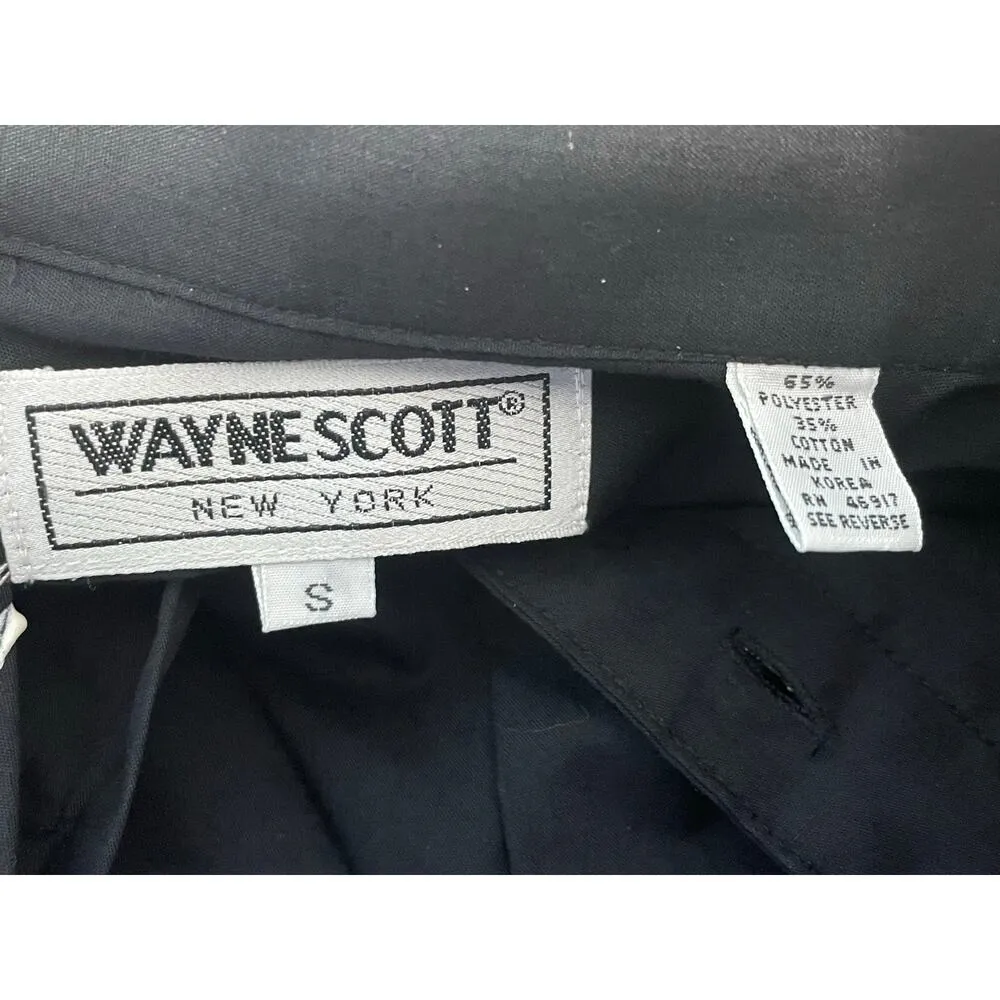 WAYNE SCOTT®
NEW YORK
S
65%
POLYESTER
35%
COTTON
MADE IN
KOREA
RN 46917
SEE REVERSE